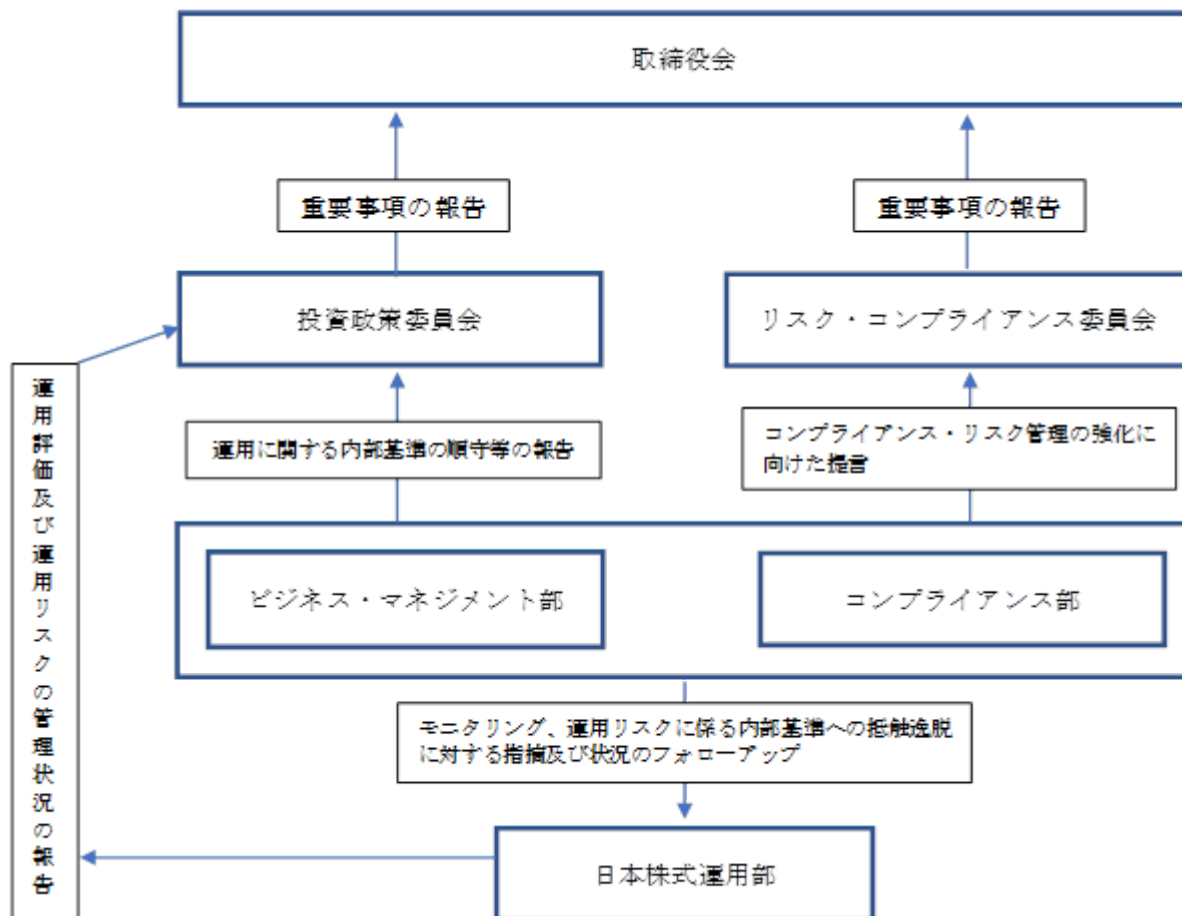 取締役会
重要事項の報告
重要事項の報告
投資政策委員会
リスク・コンプライアンス委員会
運用評価及び運用リスクの管理状況の報告
運用に関する内部基準の順守等の報告
コンプライアンス・リスク管理の強化に
向けた提言
ビジネス・マネジメント部
コンプライアンス部
モニタリング、運用リスクに係る内部基準への抵触逸脱
に対する指摘及び状況のフォローアップ
日本株式運用部